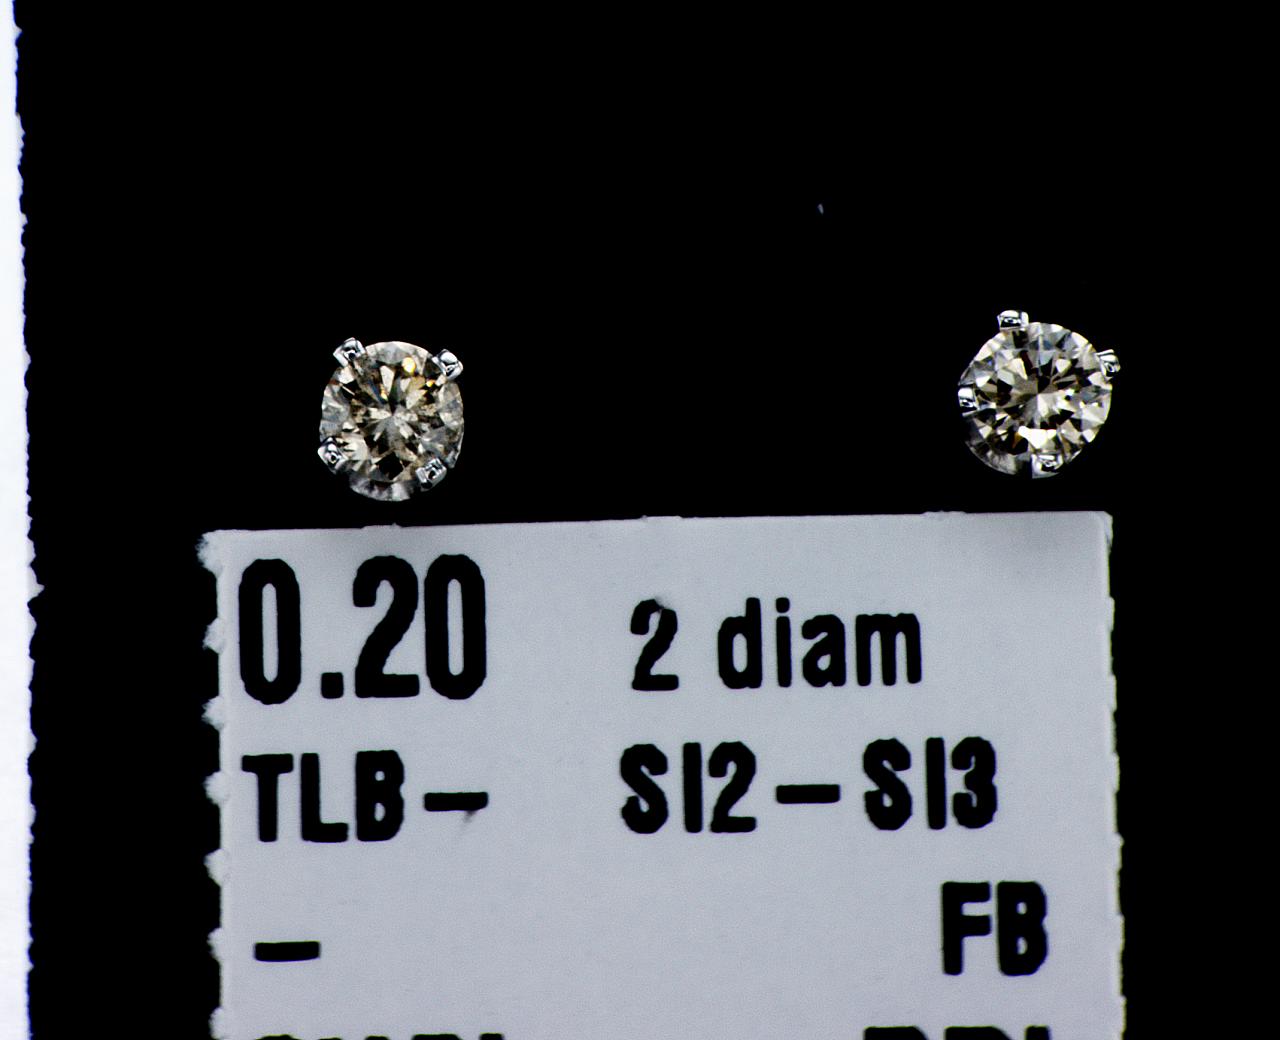 0.20 2 diam
TLB- SI2-SI3
- FB